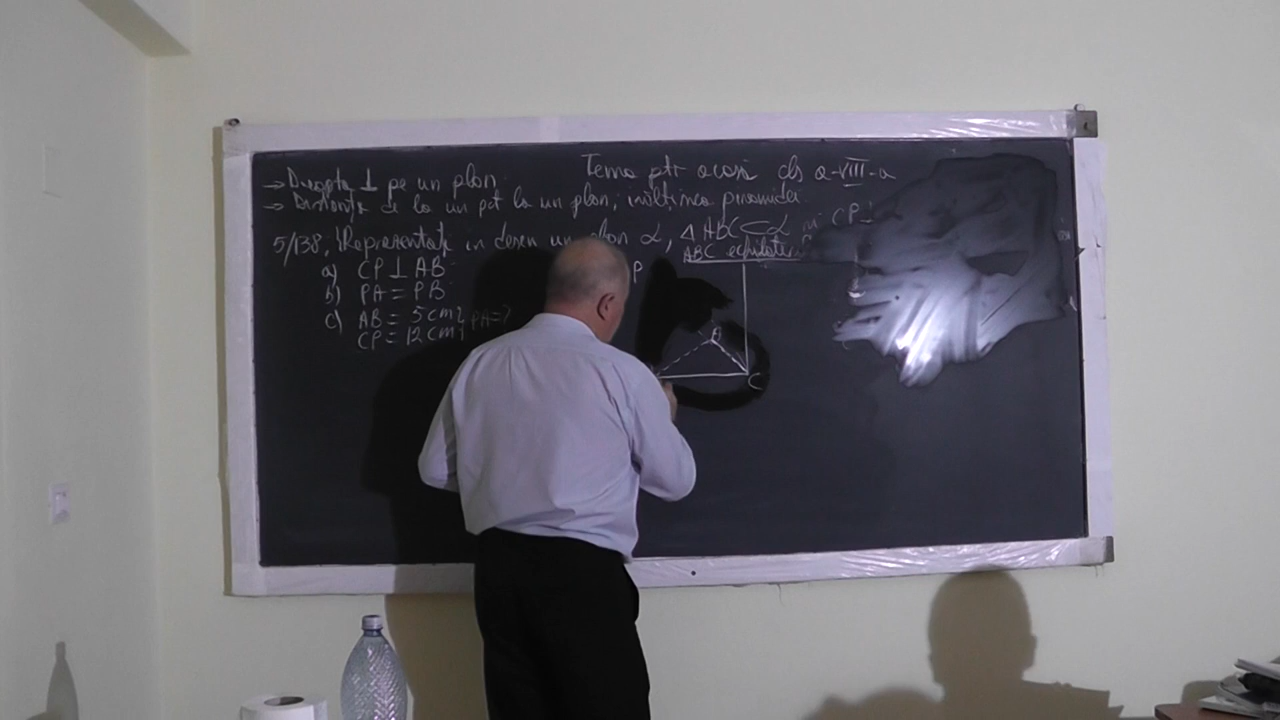 Tema ptr acasă cls a-VIII-a
→ Dreapta ⊥ pe un plan
→ Distanța de la un pct la un plan; înălțimea piramidei
5/138, Reprezentați în desen un plan α, △ABC ⊂ α și CP ⊥
ABC echilateral
a) CP ⊥ AB
b) PA = PB
c) AB = 5 cm
CP = 12 cm PA = ?
P
A
C